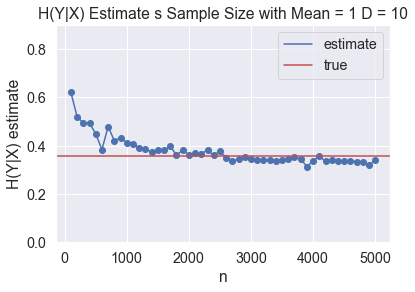 H(Y|X) Estimate s Sample Size with Mean = 1 D = 10
estimate
true
H(Y|X) estimate
0.8
0.6
0.4
0.2
0.0
0
1000
2000
3000
4000
5000
n